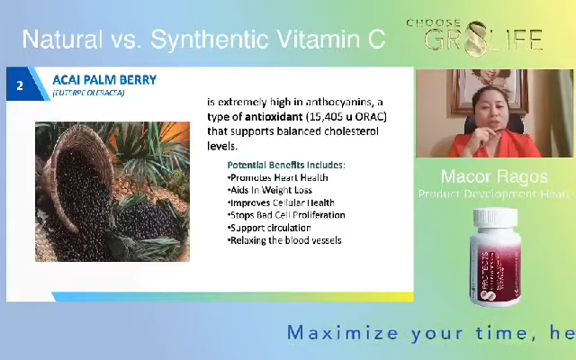 Natural vs. Synthentic Vitamin C
CHOOSE
GR8LIFE
2
ACAI PALM BERRY
(EUTERPE OLERACEA)
is extremely high in anthocyanins, a
type of antioxidant (15,405 u ORAC)
that supports balanced cholesterol
levels.
Potential Benefits Includes:
•Promotes Heart Health
•Aids In Weight Loss
•Improves Cellular Health
•Stops Bad Cell Proliferation
•Support circulation
•Relaxing the blood vessels
Macor Ragos
Product Development Head
PROTECT8
Maximize your time, he